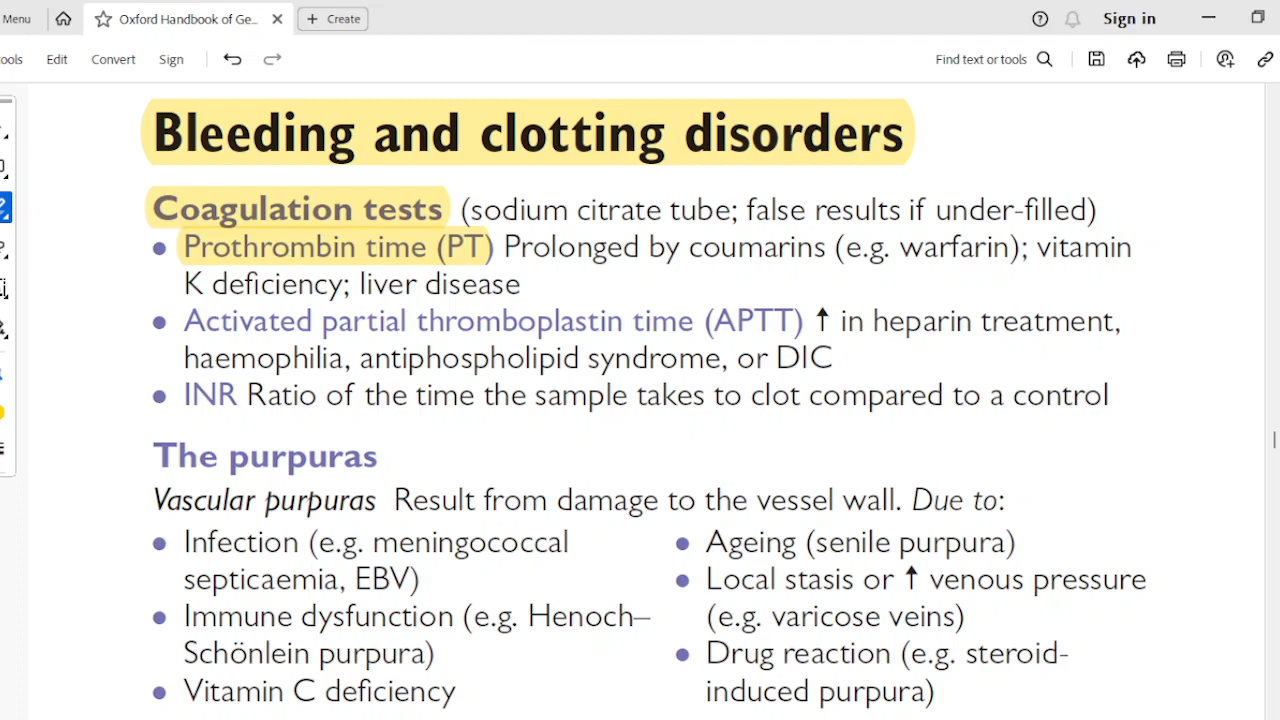 Menu
Oxford Handbook of Ge...
Create
Sign in
ools
Edit
Convert
Sign
Find text or tools
Bleeding and clotting disorders
Coagulation tests (sodium citrate tube; false results if under-filled)
• Prothrombin time (PT) Prolonged by coumarins (e.g. warfarin); vitamin
K deficiency; liver disease
• Activated partial thromboplastin time (APTT) ↑ in heparin treatment,
haemophilia, antiphospholipid syndrome, or DIC
• INR Ratio of the time the sample takes to clot compared to a control
The purpuras
Vascular purpuras Result from damage to the vessel wall. Due to:
• Infection (e.g. meningococcal
septicaemia, EBV)
• Immune dysfunction (e.g. Henoch–
Schönlein purpura)
• Vitamin C deficiency
• Ageing (senile purpura)
• Local stasis or ↑ venous pressure
(e.g. varicose veins)
• Drug reaction (e.g. steroid-
induced purpura)